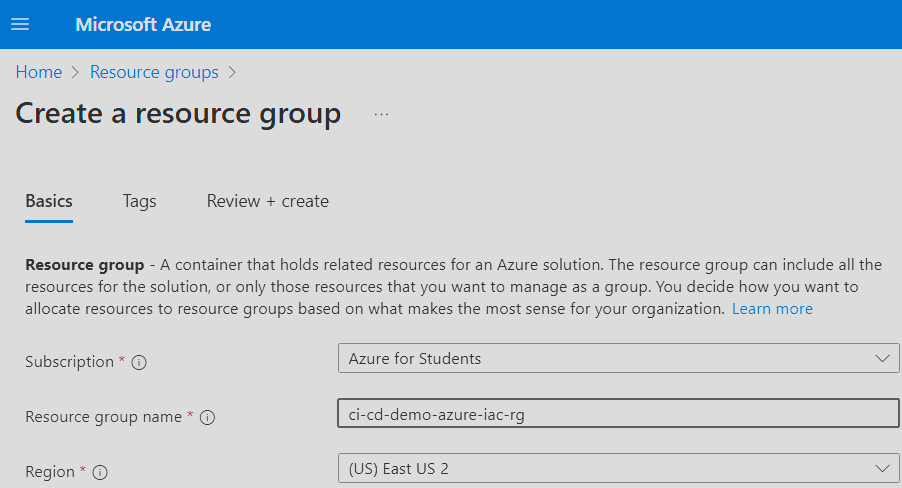 Microsoft Azure
Home > Resource groups >
Create a resource group ...
Basics Tags Review + create
Resource group - A container that holds related resources for an Azure solution. The resource group can include all the
resources for the solution, or only those resources that you want to manage as a group. You decide how you want to
allocate resources to resource groups based on what makes the most sense for your organization. Learn more
Subscription * Azure for Students
Resource group name * ci-cd-demo-azure-iac-rg
Region * (US) East US 2